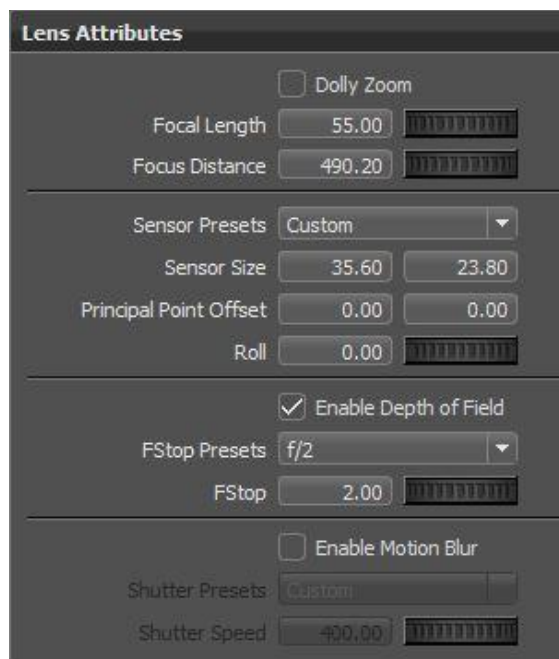 Lens Attributes
Dolly Zoom
Focal Length 55.00
Focus Distance 490.20
Sensor Presets Custom
Sensor Size 35.60 23.80
Principal Point Offset 0.00 0.00
Roll 0.00
Enable Depth of Field
FStop Presets f/2
FStop 2.00
Enable Motion Blur
Shutter Presets Custom
Shutter Speed 400.00